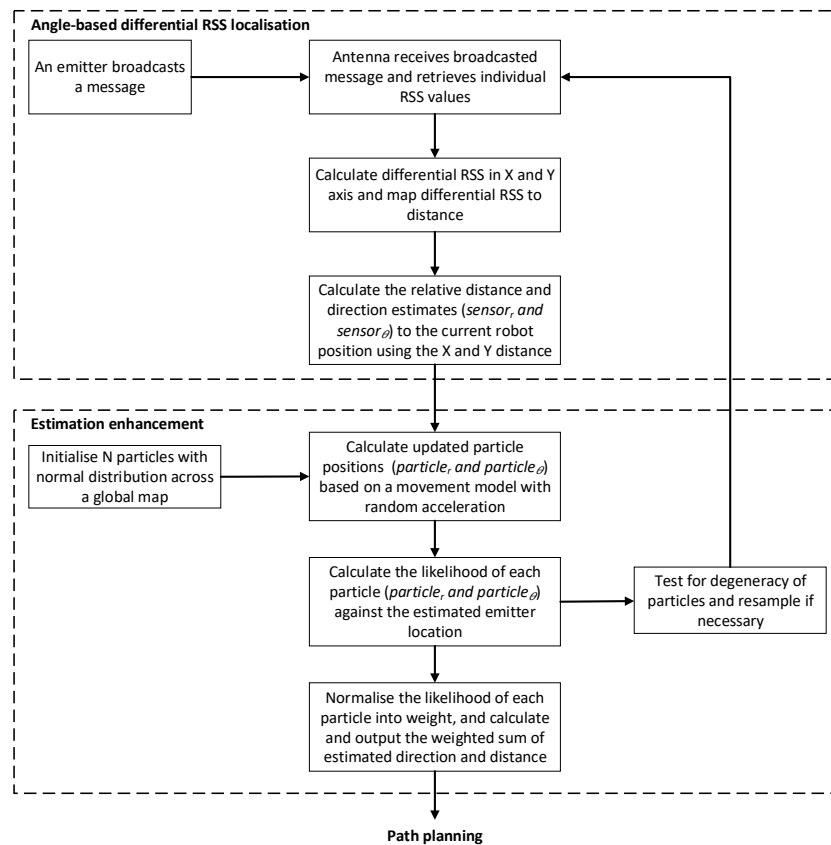 Angle-based differential RSS localisation
An emitter broadcasts
a message
Antenna receives broadcasted
message and retrieves individual
RSS values
Calculate differential RSS in X and Y
axis and map differential RSS to
distance
Calculate the relative distance and
direction estimates (sensorr and
sensorθ) to the current robot
position using the X and Y distance
Estimation enhancement
Initialise N particles with
normal distribution across
a global map
Calculate updated particle
positions (particler and particleθ)
based on a movement model with
random acceleration
Calculate the likelihood of each
particle (particler and particleθ)
against the estimated emitter
location
Test for degeneracy of
particles and resample if
necessary
Normalise the likelihood of each
particle into weight, and calculate
and output the weighted sum of
estimated direction and distance
Path planning